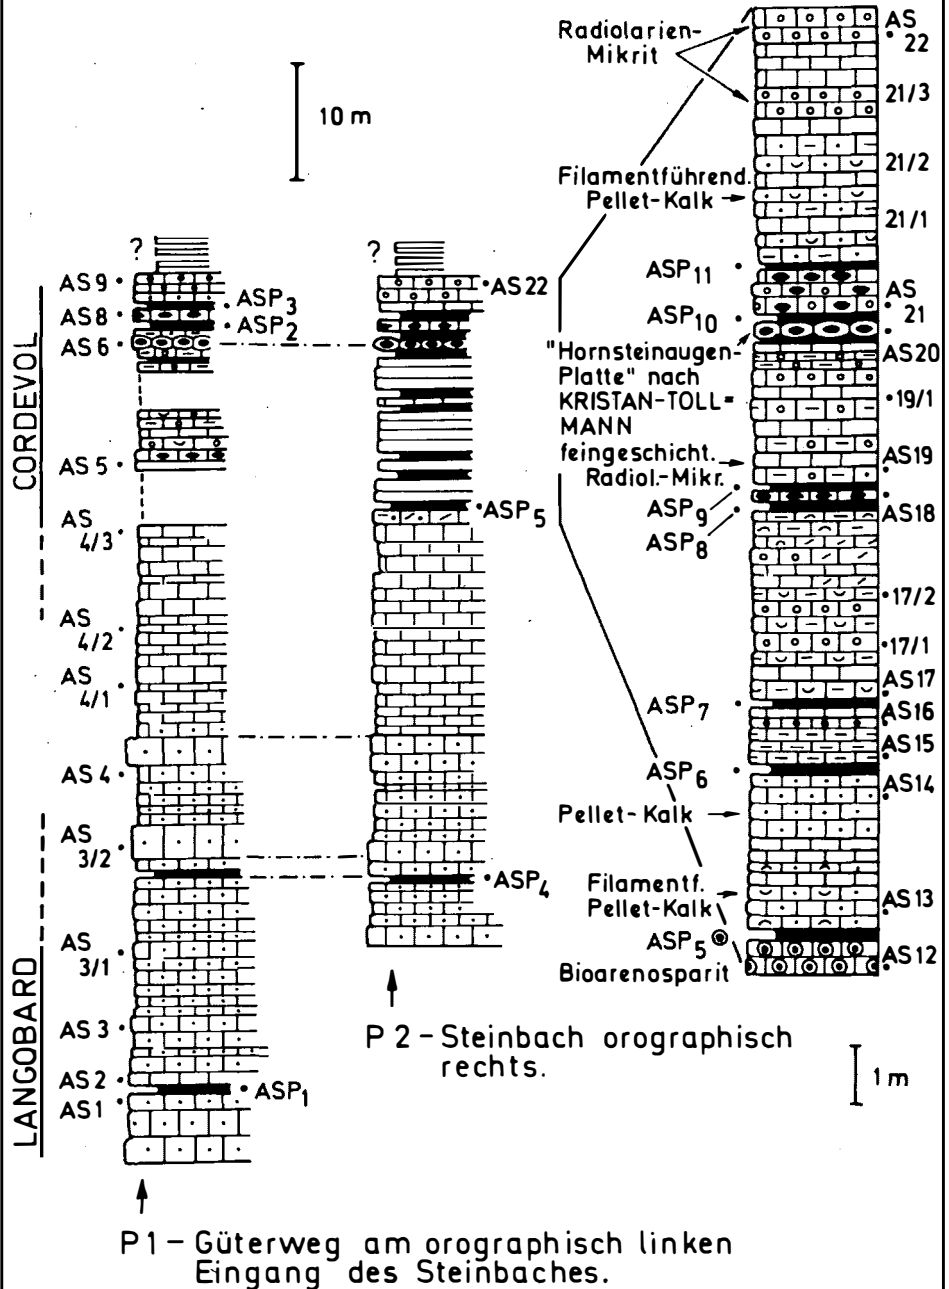 10 m
CORDEVOL
LANGOBARD
?
AS 9
AS 8
AS 6
AS 5
AS
4/3
AS
4/2
AS
4/1
AS 4
AS
3/2
AS
3/1
AS 3
AS 2
AS 1
ASP3
ASP2
ASP1
?
AS 22
ASP5
ASP4
Radiolarien-
Mikrit
Filamentführend.
Pellet-Kalk
ASP11
ASP10
"Hornsteinaugen-
Platte" nach
KRISTAN-TOLL=
MANN
feingeschicht.
Radiol.-Mikr.
ASP9
ASP8
ASP7
ASP6
Pellet-Kalk
Filamentf.
Pellet-Kalk
ASP5
Bioarenosparit
AS
22
21/3
21/2
21/1
AS
21
AS20
19/1
AS19
AS18
17/2
17/1
AS17
AS16
AS15
AS14
AS13
AS12
1 m
P 2 – Steinbach orographisch
rechts.
P 1 – Güterweg am orographisch linken
Eingang des Steinbaches.